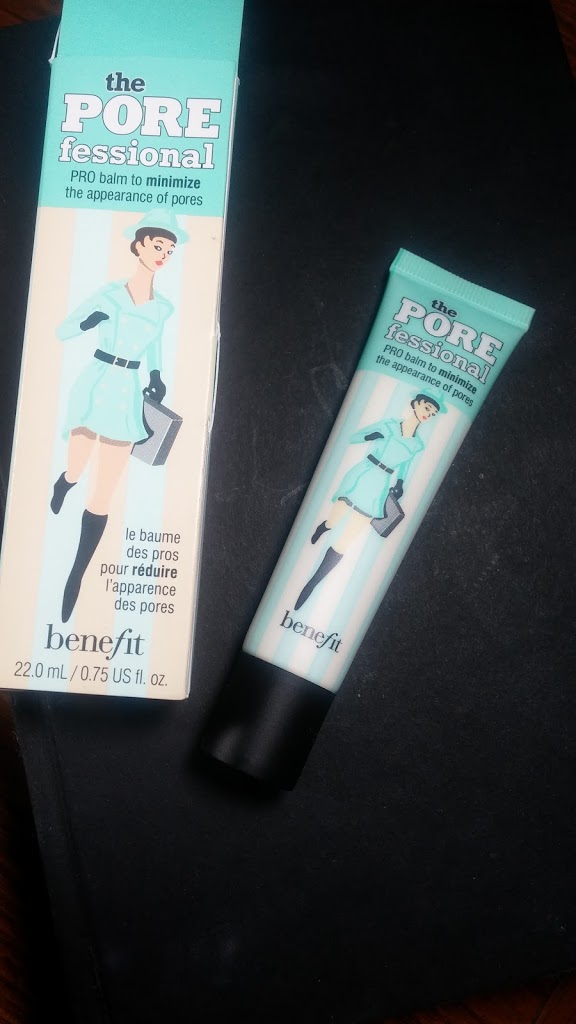 the
PORE
fessional
PRO balm to minimize
the appearance of pores
le baume
des pros
pour réduire
l'apparence
des pores
benefit
22.0 mL / 0.75 US fl. oz.
the
PORE
fessional
PRO balm to minimize
the appearance of pores
benefit